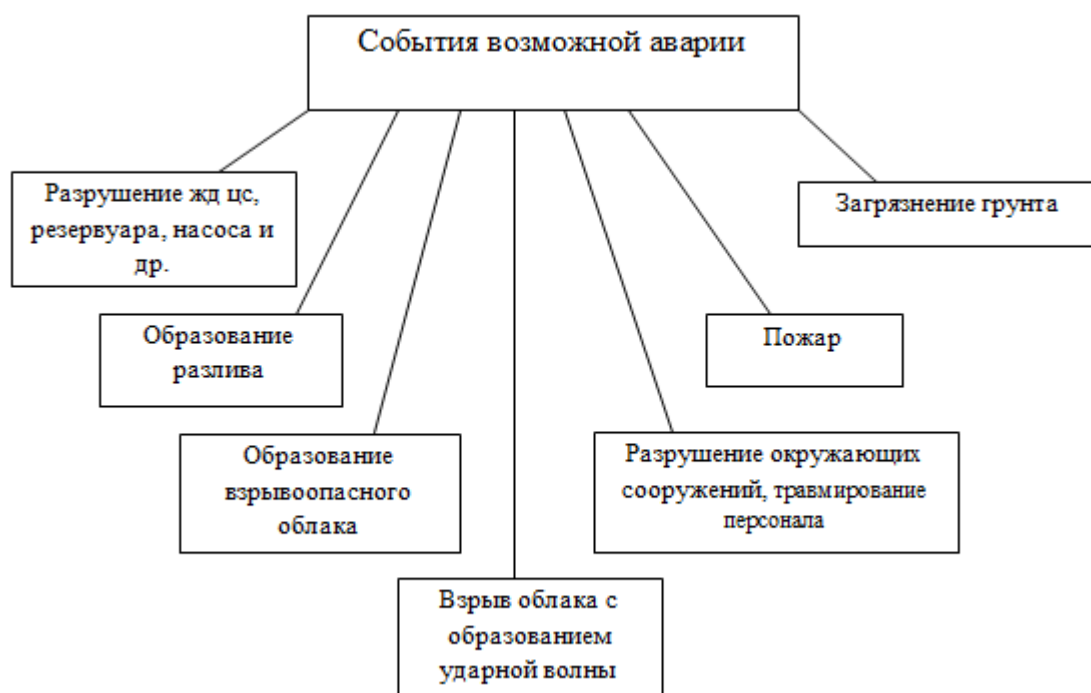 События возможной аварии
Разрушение жд цс,
резервуара, насоса и
др.
Загрязнение грунта
Образование
разлива
Пожар
Образование
взрывоопасного
облака
Разрушение окружающих
сооружений, травмирование
персонала
Взрыв облака с
образованием
ударной волны